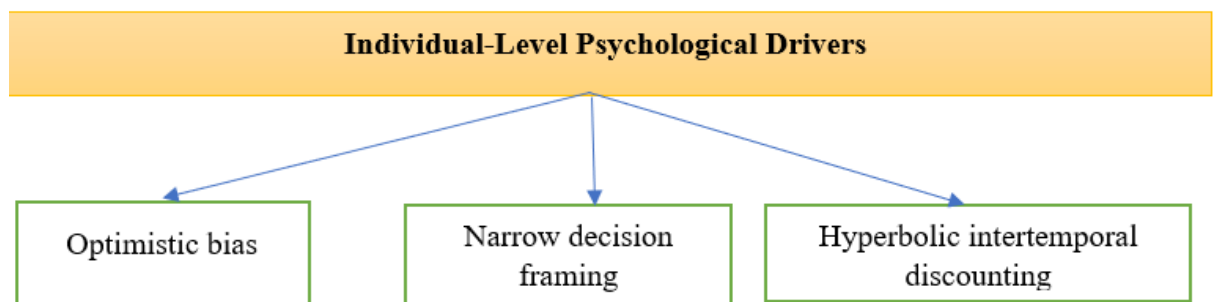 Individual-Level Psychological Drivers
Optimistic bias
Narrow decision
framing
Hyperbolic intertemporal
discounting